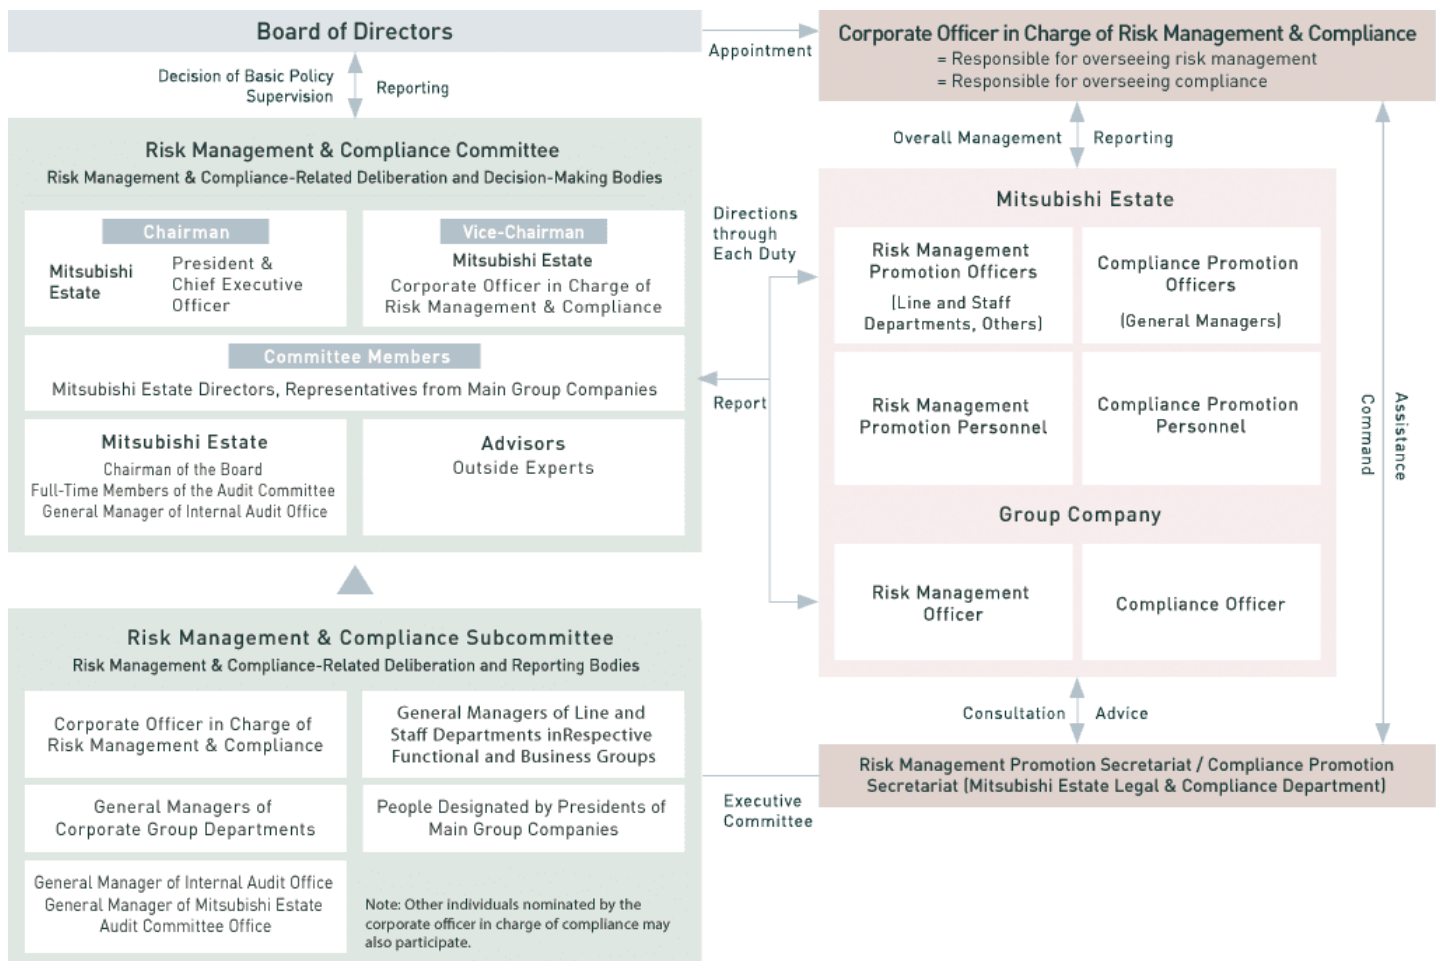 Board of Directors
Decision of Basic Policy
Supervision
Reporting
Appointment
Corporate Officer in Charge of Risk Management & Compliance
= Responsible for overseeing risk management
= Responsible for overseeing compliance
Risk Management & Compliance Committee
Risk Management & Compliance-Related Deliberation and Decision-Making Bodies
Chairman
Mitsubishi
Estate
President &
Chief Executive
Officer
Vice-Chairman
Mitsubishi Estate
Corporate Officer in Charge of
Risk Management & Compliance
Committee Members
Mitsubishi Estate Directors, Representatives from Main Group Companies
Mitsubishi Estate
Chairman of the Board
Full-Time Members of the Audit Committee
General Manager of Internal Audit Office
Advisors
Outside Experts
Directions
through
Each Duty
Report
Overall Management
Reporting
Mitsubishi Estate
Risk Management
Promotion Officers
(Line and Staff
Departments, Others)
Compliance Promotion
Officers
(General Managers)
Risk Management
Promotion Personnel
Compliance Promotion
Personnel
Group Company
Risk Management
Officer
Compliance Officer
Command
Assistance
Consultation
Advice
Risk Management & Compliance Subcommittee
Risk Management & Compliance-Related Deliberation and Reporting Bodies
Corporate Officer in Charge of
Risk Management & Compliance
General Managers of Line and
Staff Departments inRespective
Functional and Business Groups
General Managers of
Corporate Group Departments
People Designated by Presidents of
Main Group Companies
General Manager of Internal Audit Office
General Manager of Mitsubishi Estate
Audit Committee Office
Note: Other individuals nominated by the
corporate officer in charge of compliance may
also participate.
Executive
Committee
Risk Management Promotion Secretariat / Compliance Promotion
Secretariat (Mitsubishi Estate Legal & Compliance Department)